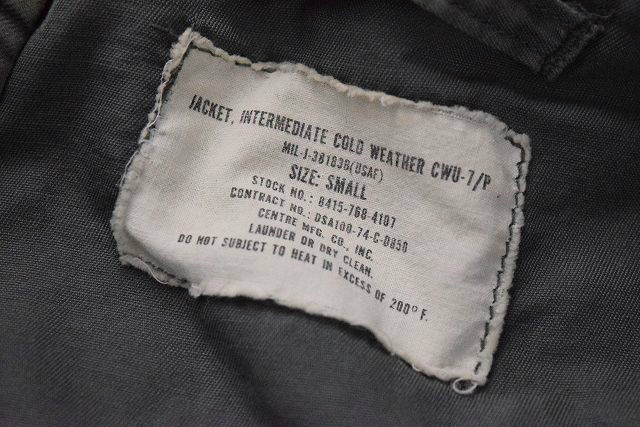 JACKET, INTERMEDIATE COLD WEATHER CWU-7/P
MIL-J-38183B(USAF)
SIZE: SMALL
STOCK NO.: 8415-768-4107
CONTRACT NO.: DSA100-74-C-0850
CENTRE MFG. CO., INC.
LAUNDER OR DRY CLEAN.
DO NOT SUBJECT TO HEAT IN EXCESS OF 200° F.